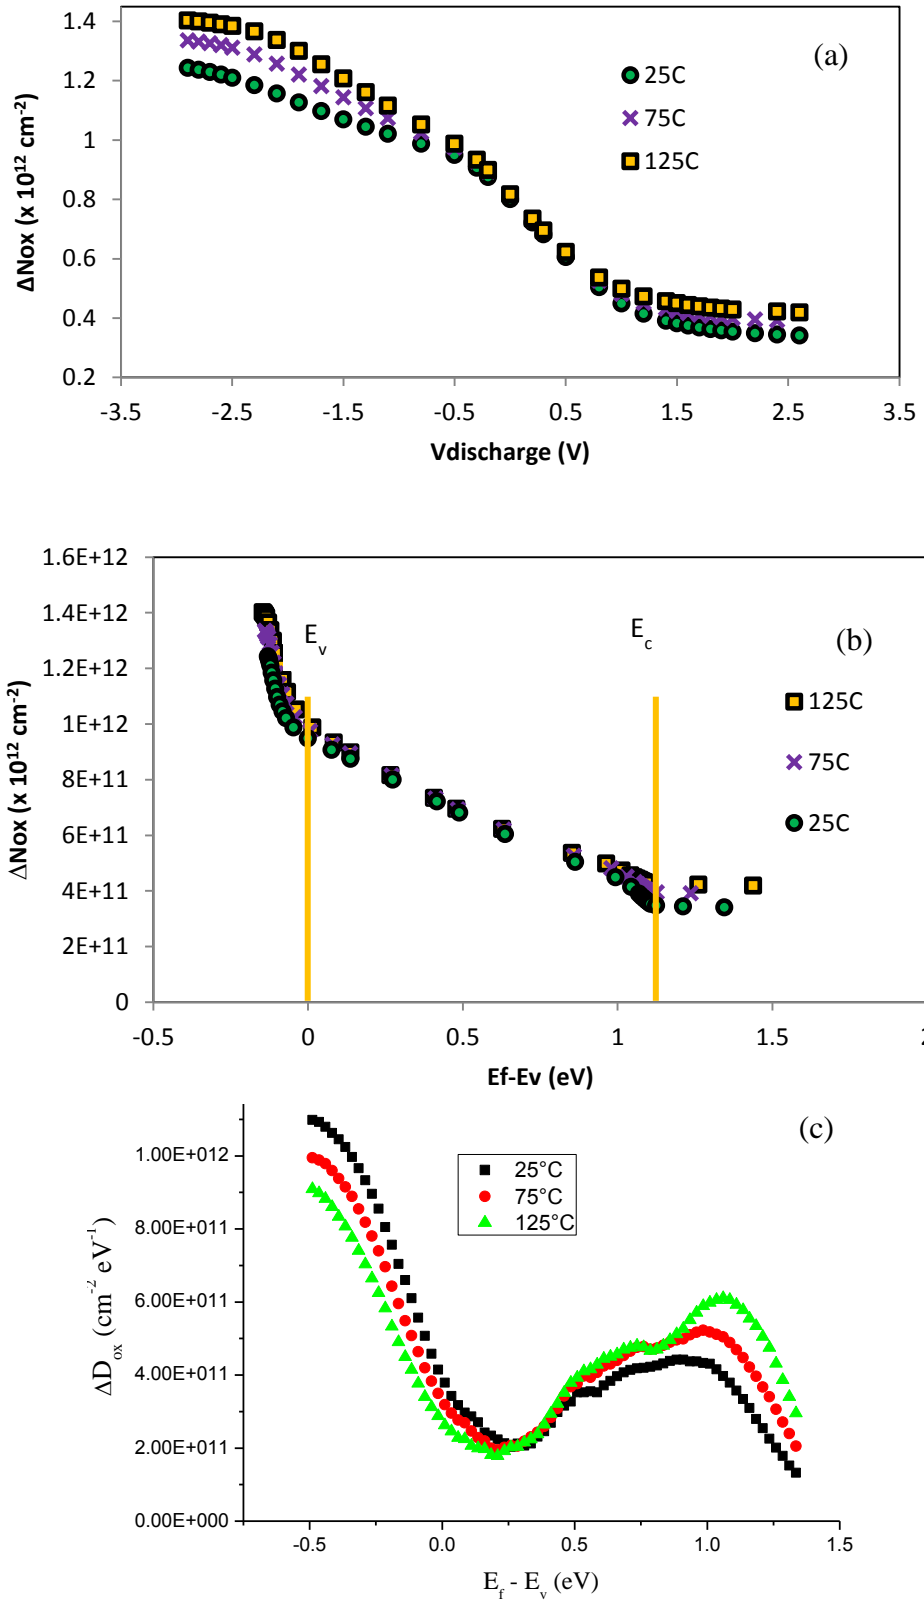 1.4
1.2
1
0.8
0.6
0.4
0.2
-3.5
-2.5
-1.5
-0.5
0.5
1.5
2.5
3.5
ΔNox (x 10¹² cm⁻²)
Vdischarge (V)
(a)
25C
75C
125C
1.6E+12
1.4E+12
1.2E+12
1E+12
8E+11
6E+11
4E+11
2E+11
0
-0.5
0
0.5
1
1.5
ΔNox (x 10¹² cm⁻²)
Ef-Ev (eV)
E_v
E_c
(b)
125C
75C
25C
1.00E+012
8.00E+011
6.00E+011
4.00E+011
2.00E+011
0.00E+000
-0.5
0.0
0.5
1.0
1.5
ΔD_ox (cm⁻² eV⁻¹)
E_f - E_v (eV)
(c)
25°C
75°C
125°C